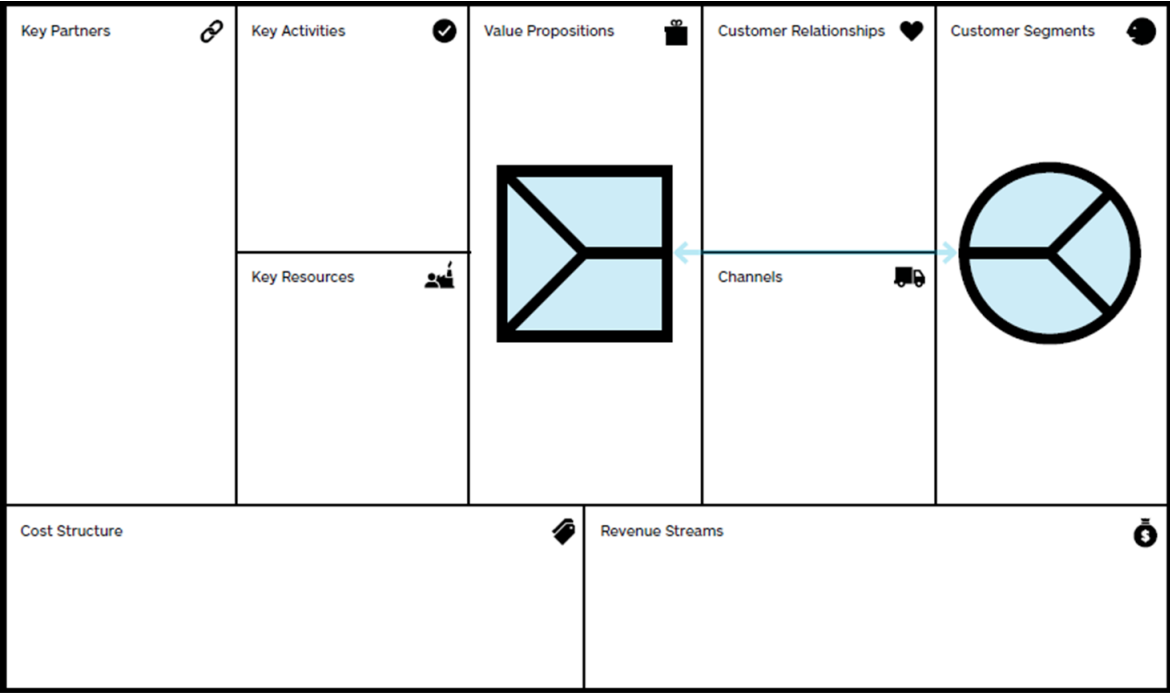 Key Partners
Key Activities
Value Propositions
Customer Relationships
Customer Segments
Key Resources
Channels
Cost Structure
Revenue Streams